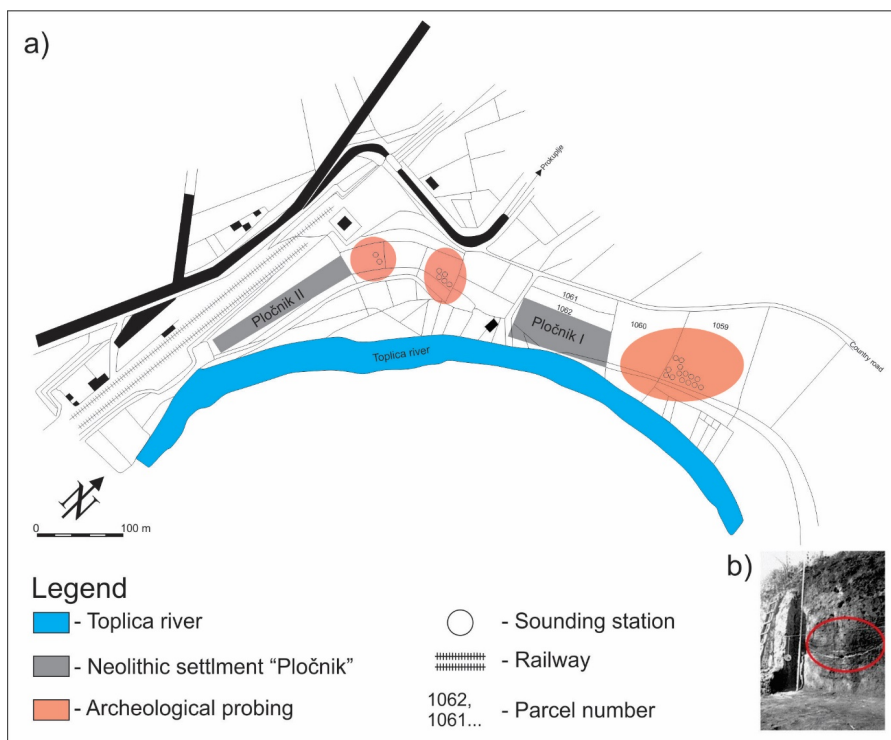 a)
Prokuplje
Pločnik II
1061
1062
Pločnik I
1060
1059
Toplica river
Country road
N
0
100 m
b)
Legend
- Toplica river
- Neolithic settlment “Pločnik”
- Archeological probing
- Sounding station
- Railway
1062,
1061...
- Parcel number